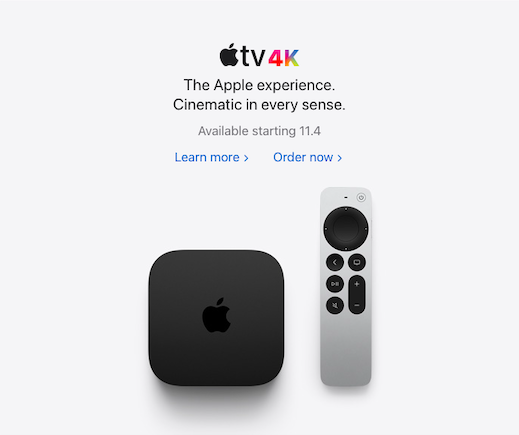 tv 4K
The Apple experience.
Cinematic in every sense.
Available starting 11.4
Learn more >
Order now >